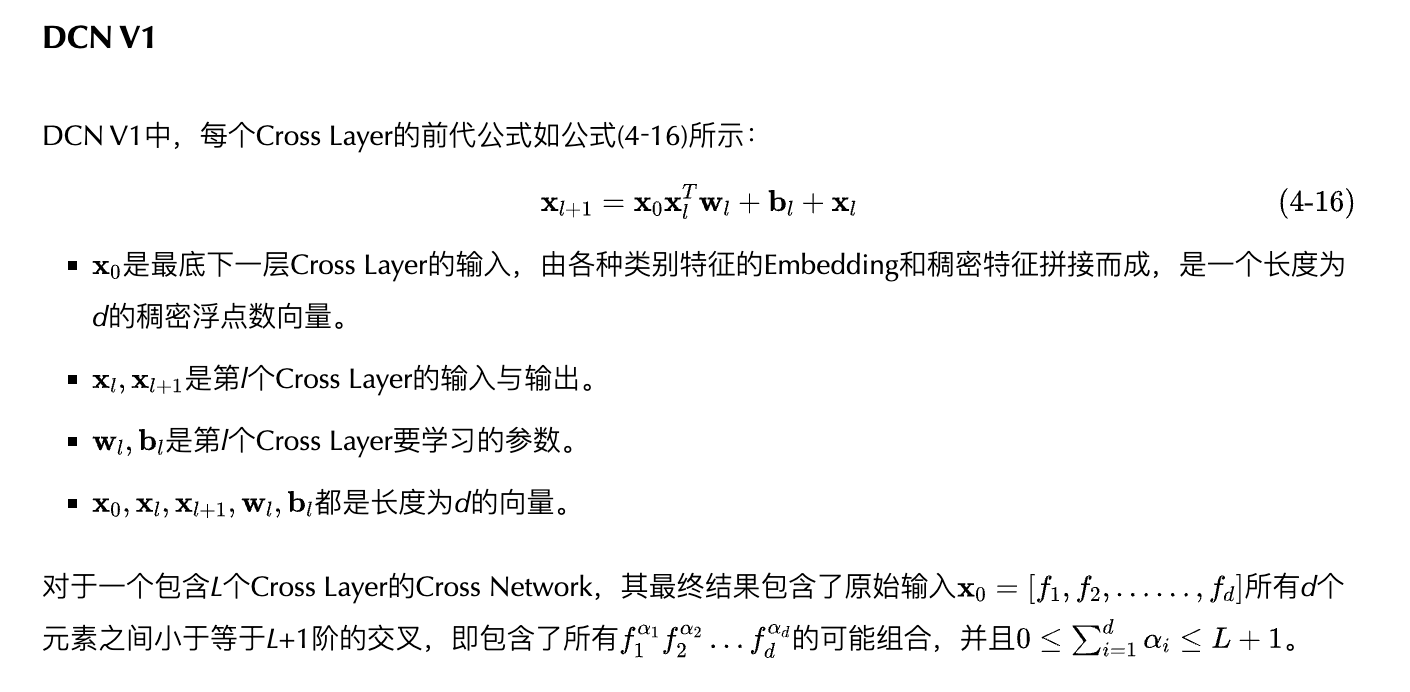 DCN V1
DCN V1中，每个Cross Layer的前代公式如公式(4-16)所示：
$\mathbf{x}_{l+1} = \mathbf{x}_0\mathbf{x}_l^T\mathbf{w}_l + \mathbf{b}_l + \mathbf{x}_l$ (4-16)
▪ $\mathbf{x}_0$是最底下一层Cross Layer的输入，由各种类别特征的Embedding和稠密特征拼接而成，是一个长度为
d的稠密浮点数向量。
▪ $\mathbf{x}_l, \mathbf{x}_{l+1}$是第l个Cross Layer的输入与输出。
▪ $\mathbf{w}_l, \mathbf{b}_l$是第l个Cross Layer要学习的参数。
▪ $\mathbf{x}_0, \mathbf{x}_l, \mathbf{x}_{l+1}, \mathbf{w}_l, \mathbf{b}_l$都是长度为d的向量。
对于一个包含L个Cross Layer的Cross Network，其最终结果包含了原始输入$\mathbf{x}_0 = [f_1, f_2, ......, f_d]$所有d个
元素之间小于等于L+1阶的交叉，即包含了所有$f_1^{\alpha_1} f_2^{\alpha_2} \ldots f_d^{\alpha_d}$的可能组合，并且$0 \leq \sum_{i=1}^{d} \alpha_i \leq L + 1$。